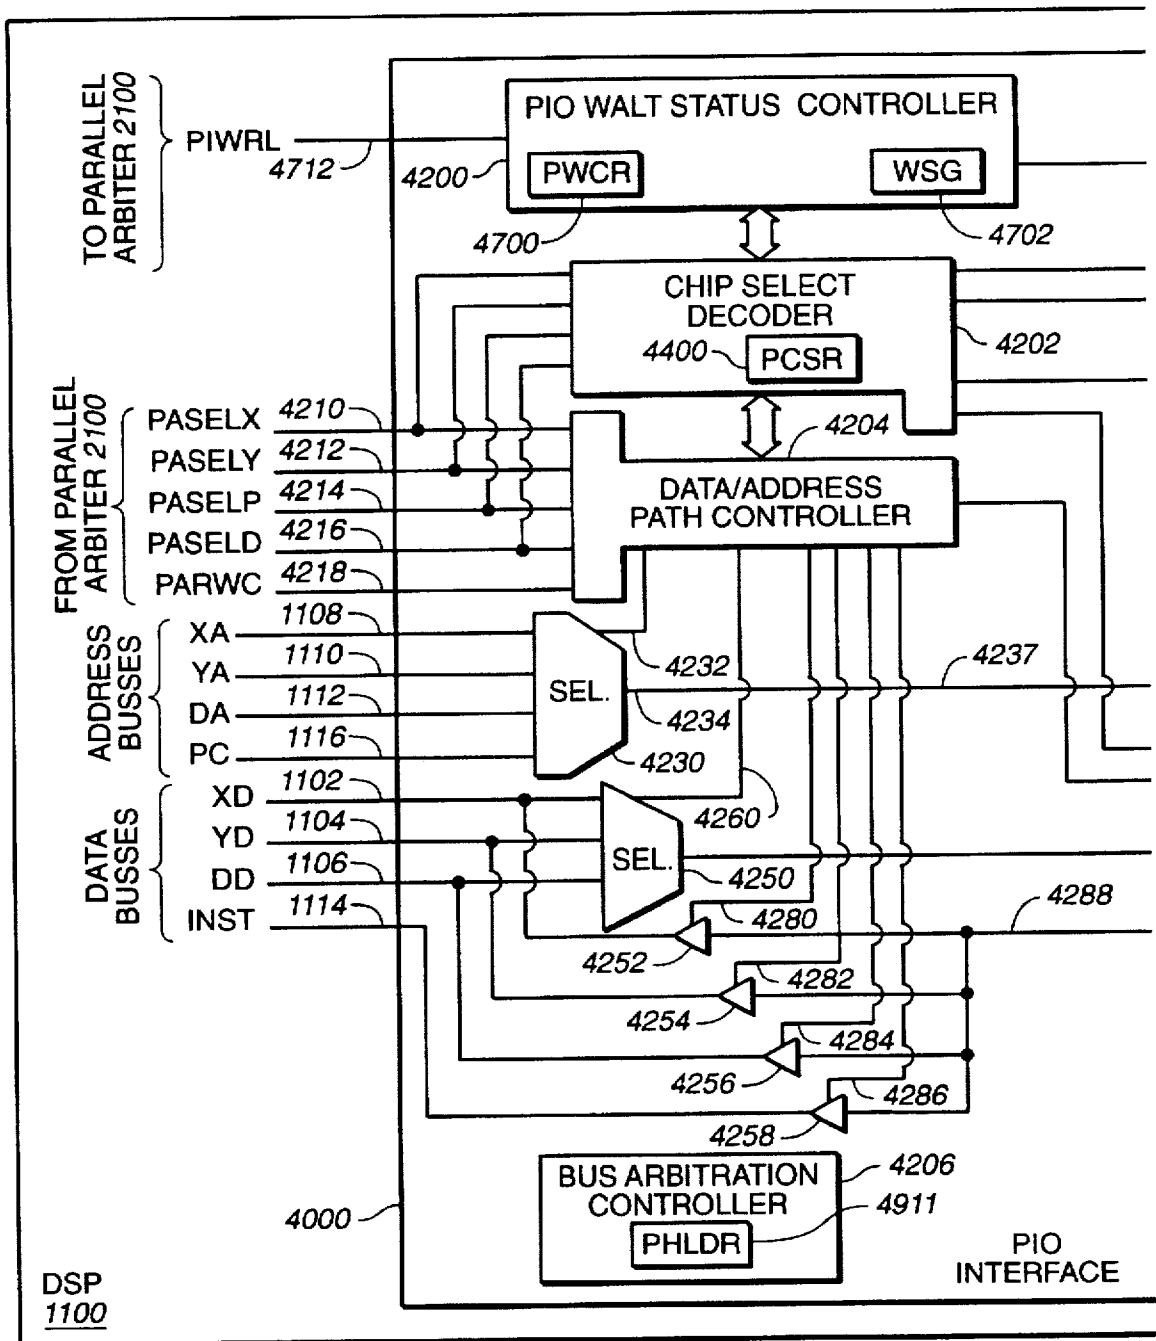 TO PARALLEL
ARBITER 2100
PIWRL
4712
PIO WALT STATUS CONTROLLER
4200
PWCR
WSG
4700
4702
CHIP SELECT
DECODER
4202
4400
PCSR
FROM PARALLEL
ARBITER 2100
PASELX
4210
PASELY
4212
PASELP
4214
PASELD
4216
PARWC
4218
4204
DATA/ADDRESS
PATH CONTROLLER
ADDRESS
BUSSES
XA
1108
YA
1110
DA
1112
PC
1116
SEL.
4232
4234
4230
4237
DATA
BUSSES
XD
1102
YD
1104
DD
1106
INST
1114
SEL.
4260
4250
4280
4252
4288
4282
4254
4284
4256
4286
4258
BUS ARBITRATION
CONTROLLER
4206
PHLDR
4911
4000
PIO
INTERFACE
DSP
1100